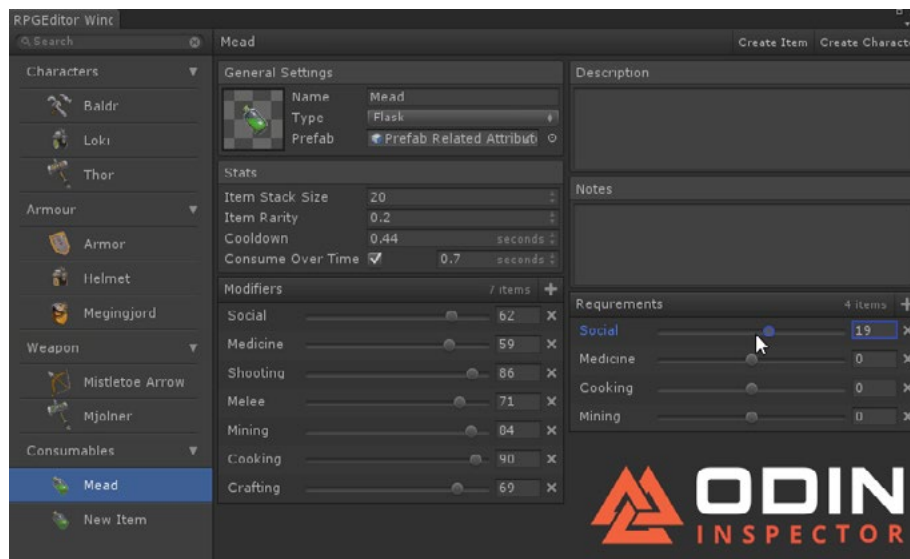 RPGEditor Winc
Search
Mead
Create Item
Create Characte
Characters
Baldr
Loki
Thor
Armour
Armor
Helmet
Megingjord
Weapon
Mistletoe Arrow
Mjolner
Consumables
Mead
New Item
General Settings
Name Mead
Type Flask
Prefab Prefab Related Attribut
Stats
Item Stack Size 20
Item Rarity 0.2
Cooldown 0.44 seconds
Consume Over Time 0.7 seconds
Modifiers 7 items
Social 62
Medicine 59
Shooting 86
Melee 71
Mining 84
Cooking 90
Crafting 69
Description
Notes
Requrements 4 items
Social 19
Medicine 0
Cooking 0
Mining 0
ODIN
INSPECTOR